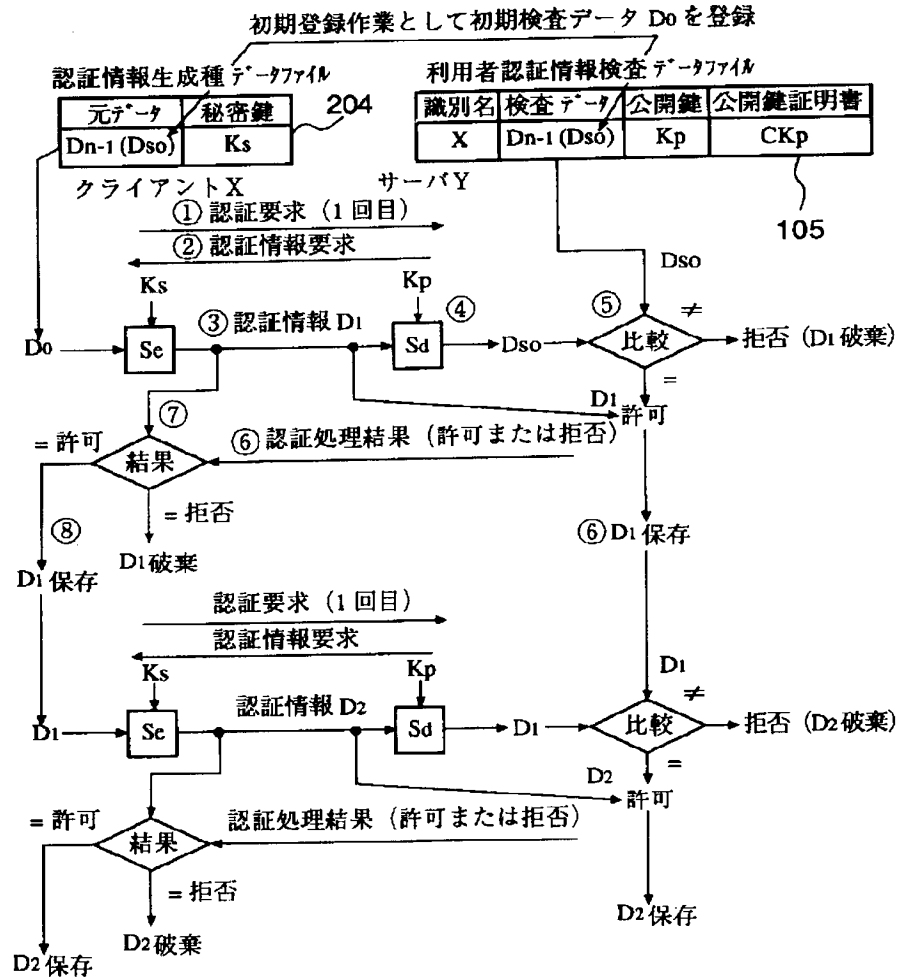 初期登録作業として初期検査データ D0 を登録
認証情報生成種 データファイル
利用者認証情報検査 データファイル
元データ 秘密鍵
204
識別名 検査データ 公開鍵 公開鍵証明書
Dn-1 (Dso) Ks
X Dn-1 (Dso) Kp CKp
クライアントX
サーバY
105
① 認証要求 (1回目)
② 認証情報要求
Dso
Ks
Kp
③ 認証情報 D1
④
⑤
≠
D0
Se
Sd
Dso
比較
拒否 (D1 破棄)
=
D1
許可
⑦
⑥ 認証処理結果 (許可または拒否)
= 許可
結果
= 拒否
⑧
⑥ D1 保存
D1 破棄
D1 保存
認証要求 (1回目)
認証情報要求
D1
Ks
Kp
認証情報 D2
≠
D1
Se
Sd
D1
比較
拒否 (D2 破棄)
=
D2
許可
= 許可
認証処理結果 (許可または拒否)
結果
= 拒否
D2 保存
D2 破棄
D2 保存